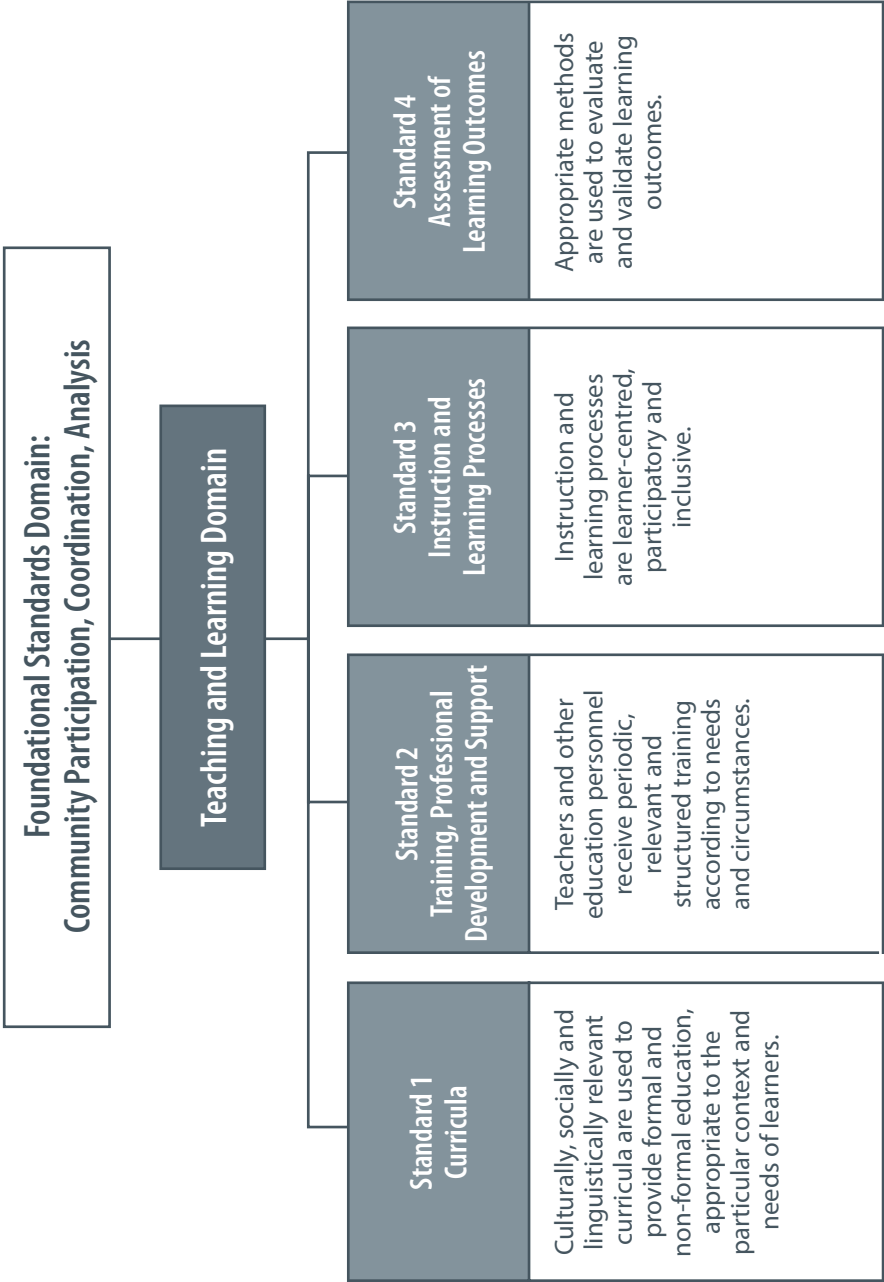 Foundational Standards Domain:
Community Participation, Coordination, Analysis
Teaching and Learning Domain
Standard 1
Curricula
Culturally, socially and
linguistically relevant
curricula are used to
provide formal and
non-formal education,
appropriate to the
particular context and
needs of learners.
Standard 2
Training, Professional
Development and Support
Teachers and other
education personnel
receive periodic,
relevant and
structured training
according to needs
and circumstances.
Standard 3
Instruction and
Learning Processes
Instruction and
learning processes
are learner-centred,
participatory and
inclusive.
Standard 4
Assessment of
Learning Outcomes
Appropriate methods
are used to evaluate
and validate learning
outcomes.